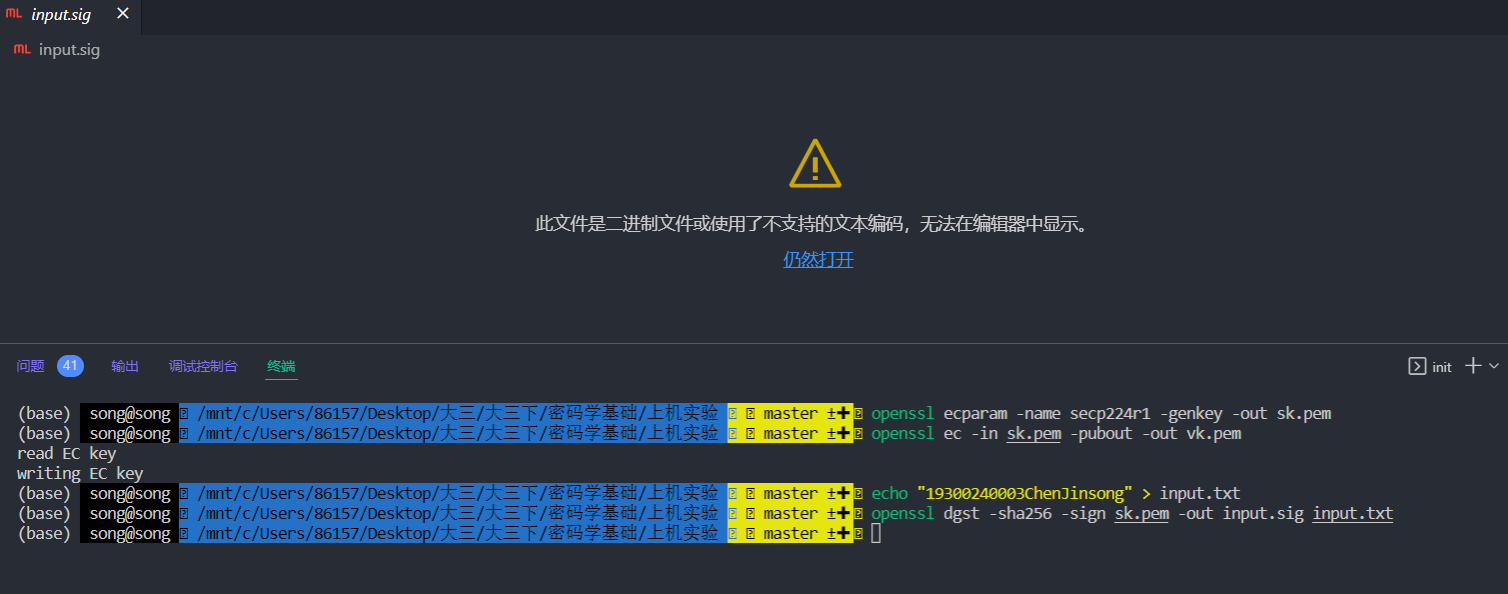 ML input.sig ×
ML input.sig
此文件是二进制文件或使用了不支持的文本编码，无法在编辑器中显示。
仍然打开
问题 41 输出 调试控制台 终端 init
(base) song@song /mnt/c/Users/86157/Desktop/大三/大三下/密码学基础/上机实验 master ±✚ openssl ecparam -name secp224r1 -genkey -out sk.pem
(base) song@song /mnt/c/Users/86157/Desktop/大三/大三下/密码学基础/上机实验 master ±✚ openssl ec -in sk.pem -pubout -out vk.pem
read EC key
writing EC key
(base) song@song /mnt/c/Users/86157/Desktop/大三/大三下/密码学基础/上机实验 master ±✚ echo "19300240003ChenJinsong" > input.txt
(base) song@song /mnt/c/Users/86157/Desktop/大三/大三下/密码学基础/上机实验 master ±✚ openssl dgst -sha256 -sign sk.pem -out input.sig input.txt
(base) song@song /mnt/c/Users/86157/Desktop/大三/大三下/密码学基础/上机实验 master ±✚